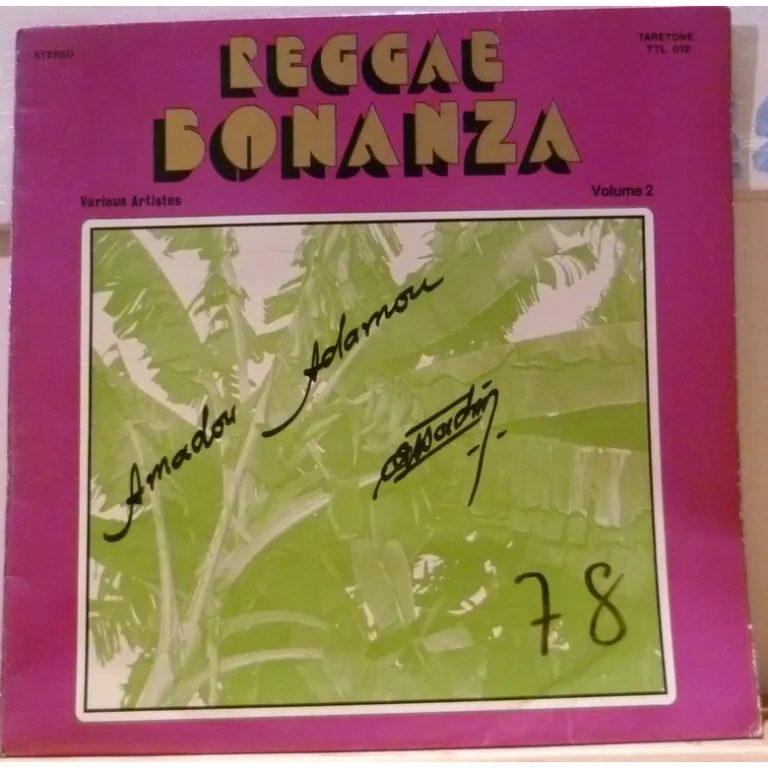 STEREO
TARETONE
TTL 012
REGGAE
BONANZA
Various Artistes
Volume 2
Amadou Adamou
78